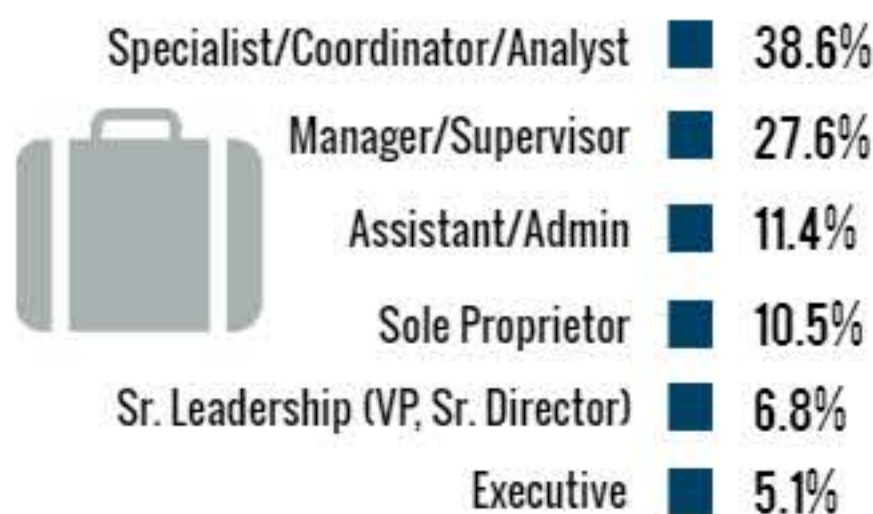 Specialist/Coordinator/Analyst 38.6%
Manager/Supervisor 27.6%
Assistant/Admin 11.4%
Sole Proprietor 10.5%
Sr. Leadership (VP, Sr. Director) 6.8%
Executive 5.1%